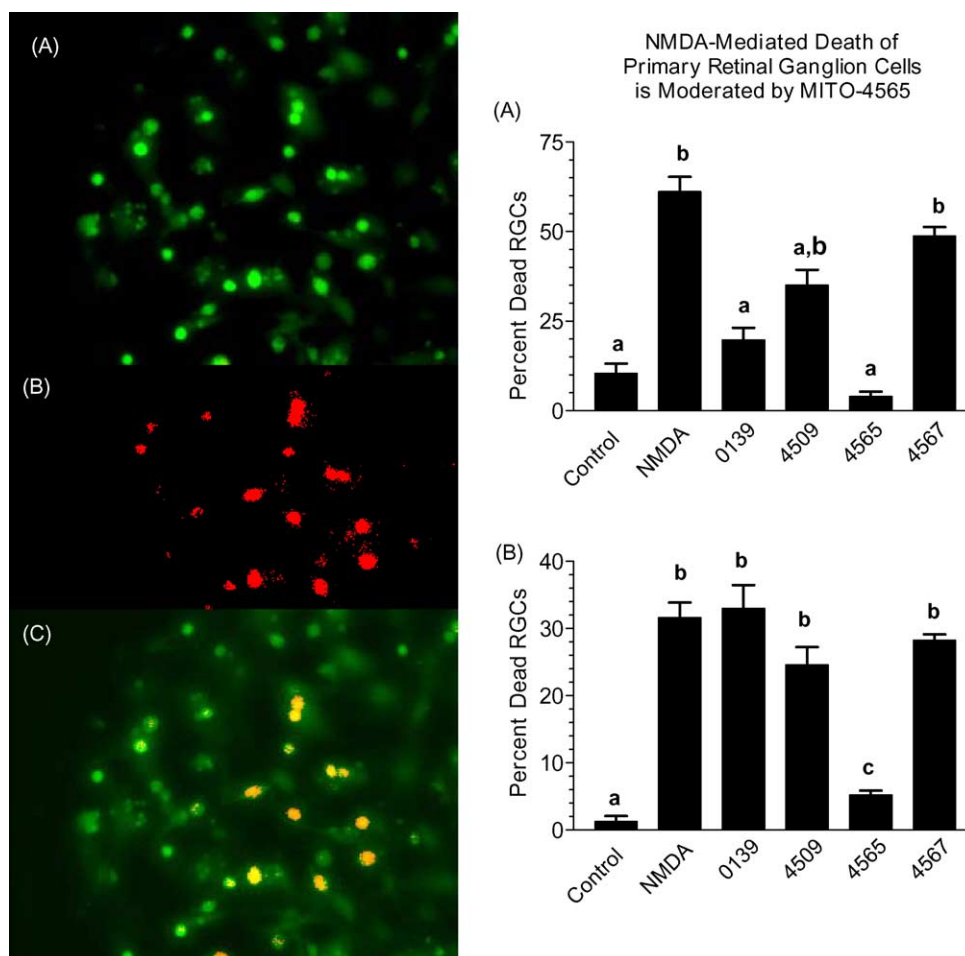 (A)
(B)
(C)
NMDA-Mediated Death of
Primary Retinal Ganglion Cells
is Moderated by MITO-4565
(A)
Percent Dead RGCs
75
50
25
0
a
b
a
a,b
a
b
Control
NMDA
0139
4509
4565
4567
(B)
Percent Dead RGCs
40
30
20
10
0
a
b
b
b
c
b
Control
NMDA
0139
4509
4565
4567